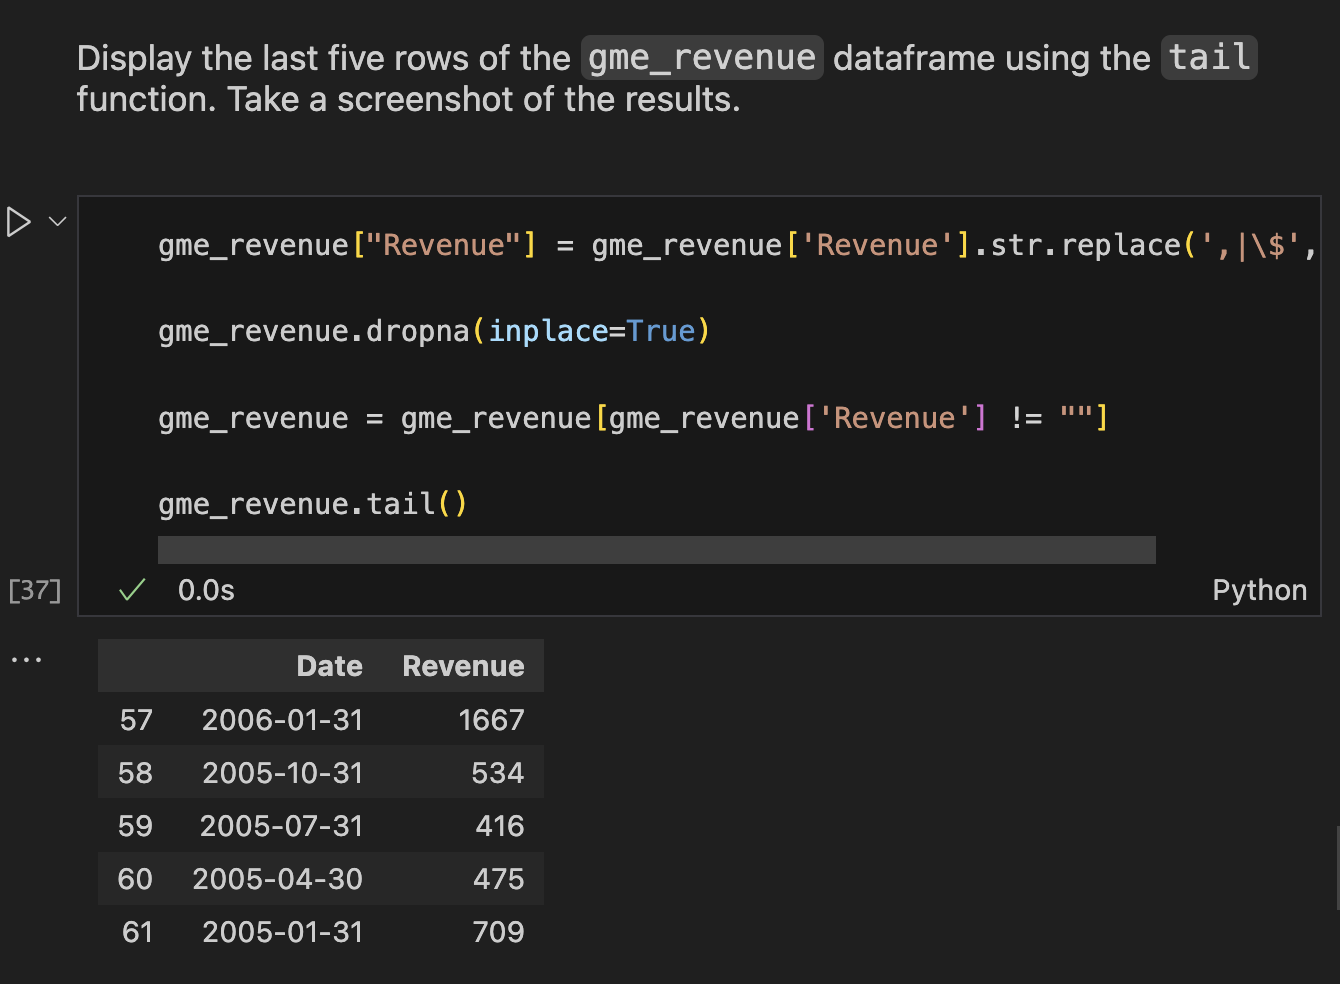 Display the last five rows of the gme_revenue dataframe using the tail
function. Take a screenshot of the results.
gme_revenue["Revenue"] = gme_revenue['Revenue'].str.replace(',|\$',
gme_revenue.dropna(inplace=True)
gme_revenue = gme_revenue[gme_revenue['Revenue'] != ""]
gme_revenue.tail()
[37] 0.0s Python
Date Revenue
57 2006-01-31 1667
58 2005-10-31 534
59 2005-07-31 416
60 2005-04-30 475
61 2005-01-31 709